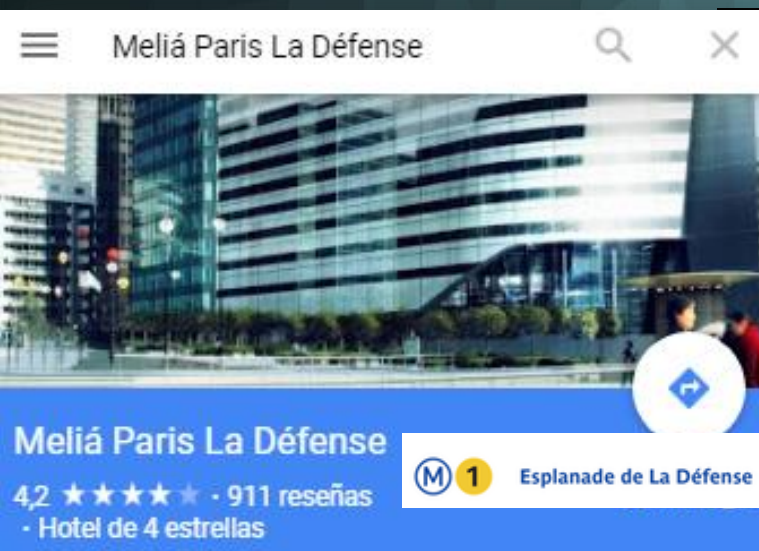 Meliá Paris La Défense
Meliá Paris La Défense
M 1 Esplanade de La Défense
4,2 ★★★★★ · 911 reseñas
· Hotel de 4 estrellas